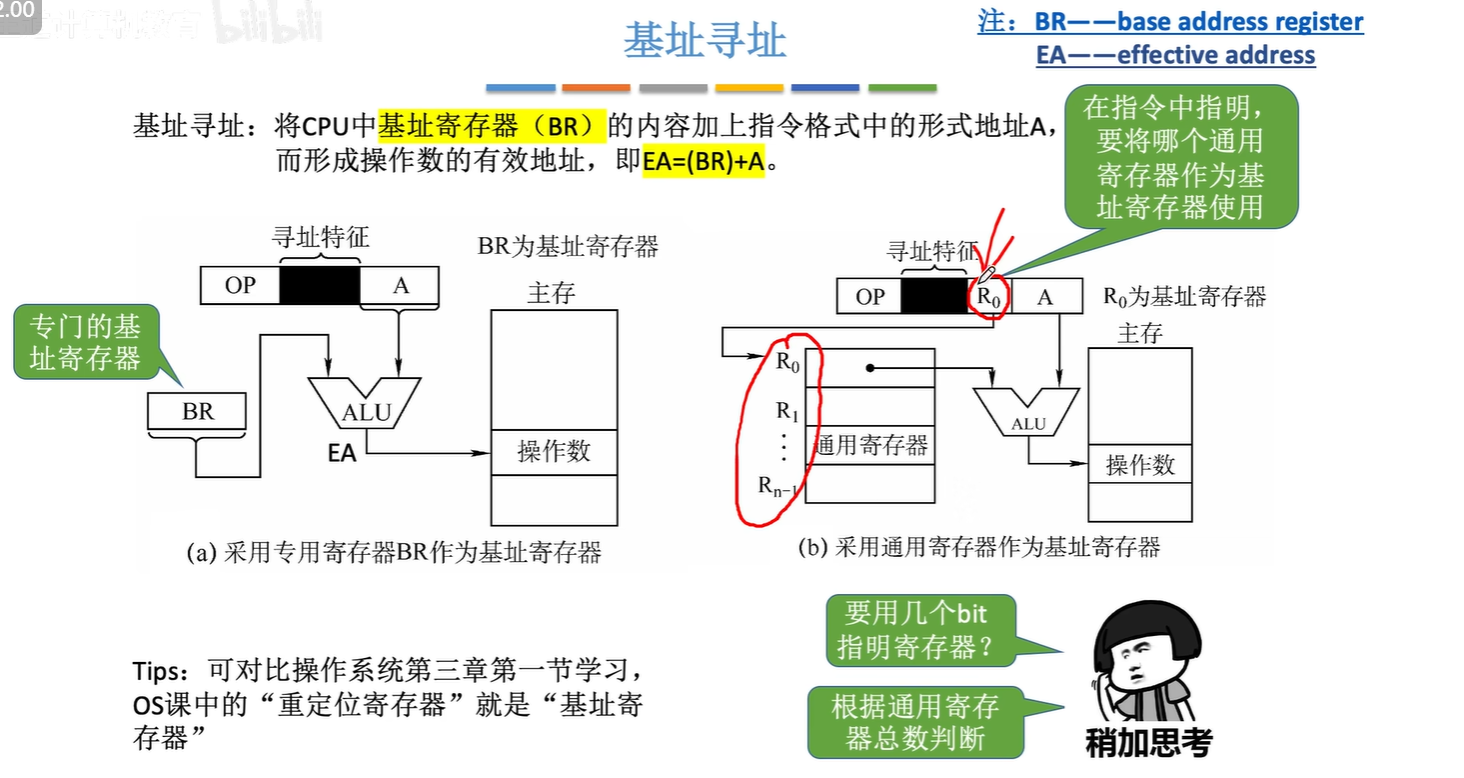 2.00
bilibili
基址寻址
注：BR——base address register
EA——effective address
基址寻址：将CPU中基址寄存器（BR）的内容加上指令格式中的形式地址A，
而形成操作数的有效地址，即EA=(BR)+A。
在指令中指明，
要将哪个通用
寄存器作为基
址寄存器使用
寻址特征
OP
A
BR为基址寄存器
主存
专门的基
址寄存器
BR
ALU
EA
操作数
(a) 采用专用寄存器BR作为基址寄存器
寻址特征
OP
R₀
A
R₀为基址寄存器
主存
R₀
R₁
⋮
Rₙ₋₁
通用寄存器
ALU
操作数
(b) 采用通用寄存器作为基址寄存器
要用几个bit
指明寄存器？
根据通用寄存
器总数判断
稍加思考
Tips：可对比操作系统第三章第一节学习，
OS课中的“重定位寄存器”就是“基址寄
存器”